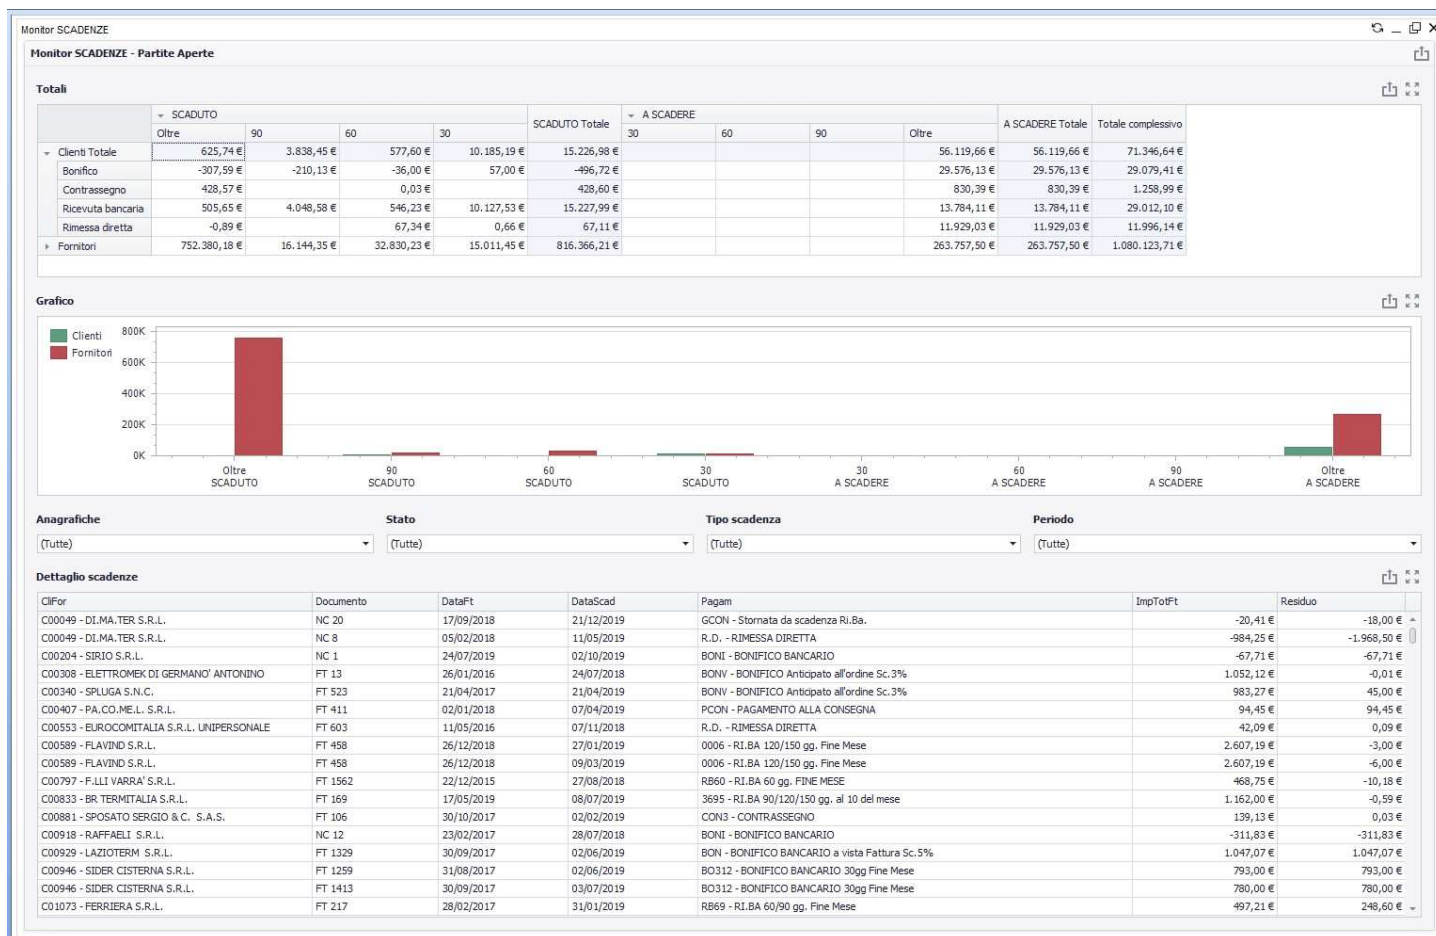 Monitor SCADENZE
Monitor SCADENZE - Partite Aperte
Totali
SCADUTO SCADUTO Totale A SCADERE A SCADERE Totale Totale complessivo
Oltre 90 60 30 30 60 90 Oltre
Clienti Totale 625,74 € 3.838,45 € 577,60 € 10.185,19 € 15.226,98 € 56.119,66 € 56.119,66 € 71.346,64 €
Bonifico -307,59 € -210,13 € -36,00 € 57,00 € -496,72 € 29.576,13 € 29.576,13 € 29.079,41 €
Contrassegno 428,57 € 0,03 € 428,60 € 830,39 € 830,39 € 1.258,99 €
Ricevuta bancaria 505,65 € 4.048,58 € 546,23 € 10.127,53 € 15.227,99 € 13.784,11 € 13.784,11 € 29.012,10 €
Rimessa diretta -0,89 € 67,34 € 0,66 € 67,11 € 11.929,03 € 11.929,03 € 11.996,14 €
Fornitori 752.380,18 € 16.144,35 € 32.830,23 € 15.011,45 € 816.366,21 € 263.757,50 € 263.757,50 € 1.080.123,71 €
Grafico
Clienti
Fornitori
800K
600K
400K
200K
0K
Oltre 90 60 30 30 60 90 Oltre
SCADUTO SCADUTO SCADUTO SCADUTO A SCADERE A SCADERE A SCADERE A SCADERE
Anagrafiche Stato Tipo scadenza Periodo
(Tutte) (Tutte) (Tutte) (Tutte)
Dettaglio scadenze
CliFor Documento DataFt DataScad Pagam ImpTotFt Residuo
C00049 - DI.MA.TER S.R.L. NC 20 17/09/2018 21/12/2019 GCON - Stornata da scadenza Ri.Ba. -20,41 € -18,00 €
C00049 - DI.MA.TER S.R.L. NC 8 05/02/2018 11/05/2019 R.D. - RIMESSA DIRETTA -984,25 € -1.968,50 €
C00204 - SIRIO S.R.L. NC 1 24/07/2019 02/10/2019 BONI - BONIFICO BANCARIO -67,71 € -67,71 €
C00308 - ELETTROMEK DI GERMANO' ANTONINO FT 13 26/01/2016 24/07/2018 BONV - BONIFICO Anticipato all'ordine Sc.3% 1.052,12 € -0,01 €
C00340 - SPLUGA S.N.C. FT 523 21/04/2017 21/04/2019 BONV - BONIFICO Anticipato all'ordine Sc.3% 983,27 € 45,00 €
C00407 - PA.CO.ME.L. S.R.L. FT 411 02/01/2018 07/04/2019 PCON - PAGAMENTO ALLA CONSEGNA 94,45 € 94,45 €
C00553 - EUROCOMITALIA S.R.L. UNIPERSONALE FT 603 11/05/2016 07/11/2018 R.D. - RIMESSA DIRETTA 42,09 € 0,09 €
C00589 - FLAVIND S.R.L. FT 458 26/12/2018 27/01/2019 0006 - RI.BA 120/150 gg. Fine Mese 2.607,19 € -3,00 €
C00589 - FLAVIND S.R.L. FT 458 26/12/2018 09/03/2019 0006 - RI.BA 120/150 gg. Fine Mese 2.607,19 € -6,00 €
C00797 - F.LLI VARRA' S.R.L. FT 1562 22/12/2015 27/08/2018 RB60 - RI.BA 60 gg. FINE MESE 468,75 € -10,18 €
C00833 - BR TERMITALIA S.R.L. FT 169 17/05/2019 08/07/2019 3695 - RI.BA 90/120/150 gg. al 10 del mese 1.162,00 € -0,59 €
C00881 - SPOSATO SERGIO & C. S.A.S. FT 106 30/10/2017 02/02/2019 CON3 - CONTRASSEGNO 139,13 € 0,03 €
C00918 - RAFFAELI S.R.L. NC 12 23/02/2017 28/07/2018 BONI - BONIFICO BANCARIO -311,83 € -311,83 €
C00929 - LAZIOTERM S.R.L. FT 1329 30/09/2017 02/06/2019 BON - BONIFICO BANCARIO a vista Fattura Sc.5% 1.047,07 € 1.047,07 €
C00946 - SIDER CISTERNA S.R.L. FT 1259 31/08/2017 02/06/2019 BO312 - BONIFICO BANCARIO 30gg Fine Mese 793,00 € 793,00 €
C00946 - SIDER CISTERNA S.R.L. FT 1413 30/09/2017 03/07/2019 BO312 - BONIFICO BANCARIO 30gg Fine Mese 780,00 € 780,00 €
C01073 - FERRIERA S.R.L. FT 217 28/02/2017 31/01/2019 RB69 - RI.BA 60/90 gg. Fine Mese 497,21 € 248,60 €